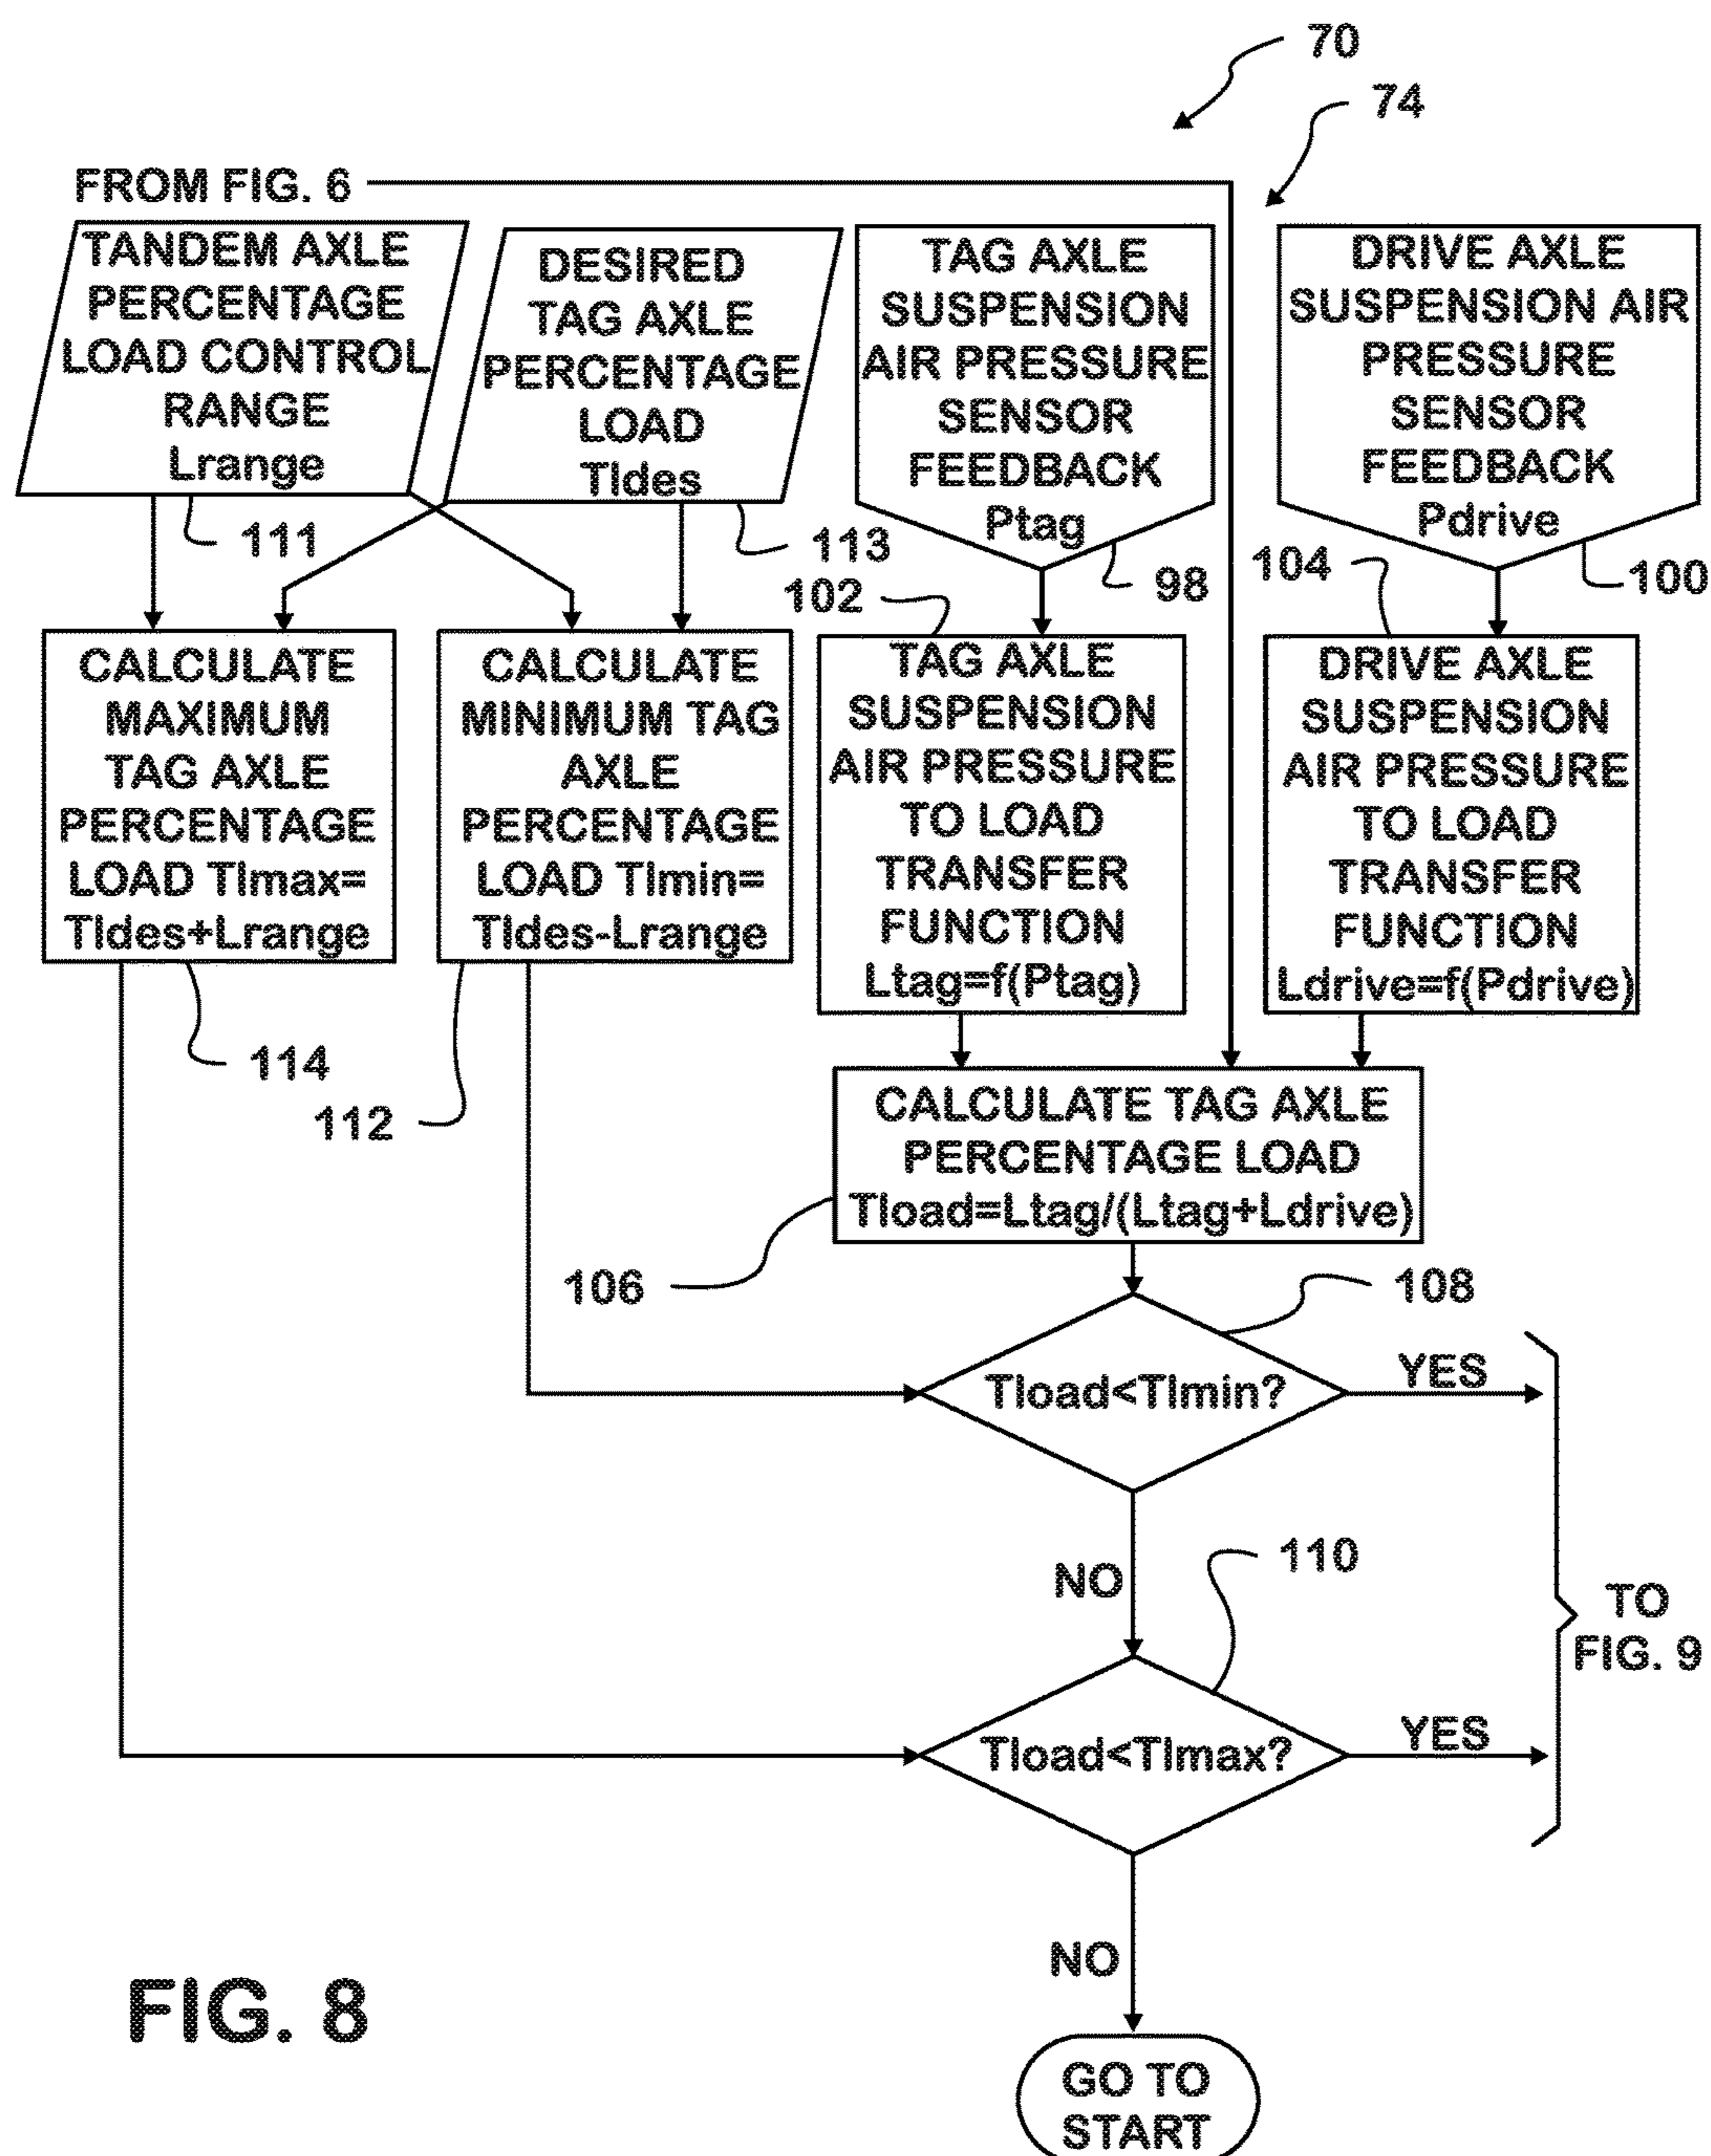 70
74
FROM FIG. 6
TANDEM AXLE
PERCENTAGE
LOAD CONTROL
RANGE
Lrange
111
DESIRED
TAG AXLE
PERCENTAGE
LOAD
Tldes
113
TAG AXLE
SUSPENSION
AIR PRESSURE
SENSOR
FEEDBACK
Ptag
98
DRIVE AXLE
SUSPENSION AIR
PRESSURE
SENSOR
FEEDBACK
Pdrive
100
102
104
CALCULATE
MAXIMUM
TAG AXLE
PERCENTAGE
LOAD Tlmax=
Tldes+Lrange
114
CALCULATE
MINIMUM TAG
AXLE
PERCENTAGE
LOAD Tlmin=
Tldes-Lrange
112
TAG AXLE
SUSPENSION
AIR PRESSURE
TO LOAD
TRANSFER
FUNCTION
Ltag=f(Ptag)
DRIVE AXLE
SUSPENSION
AIR PRESSURE
TO LOAD
TRANSFER
FUNCTION
Ldrive=f(Pdrive)
CALCULATE TAG AXLE
PERCENTAGE LOAD
Tload=Ltag/(Ltag+Ldrive)
106
108
Tload<Tlmin?
YES
NO
110
Tload<Tlmax?
YES
TO
FIG. 9
NO
GO TO
START
FIG. 8